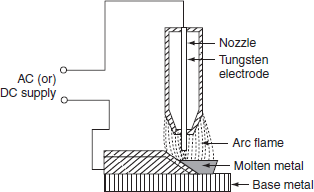 Nozzle
Tungsten
electrode
AC (or)
DC supply
Arc flame
Molten metal
Base metal